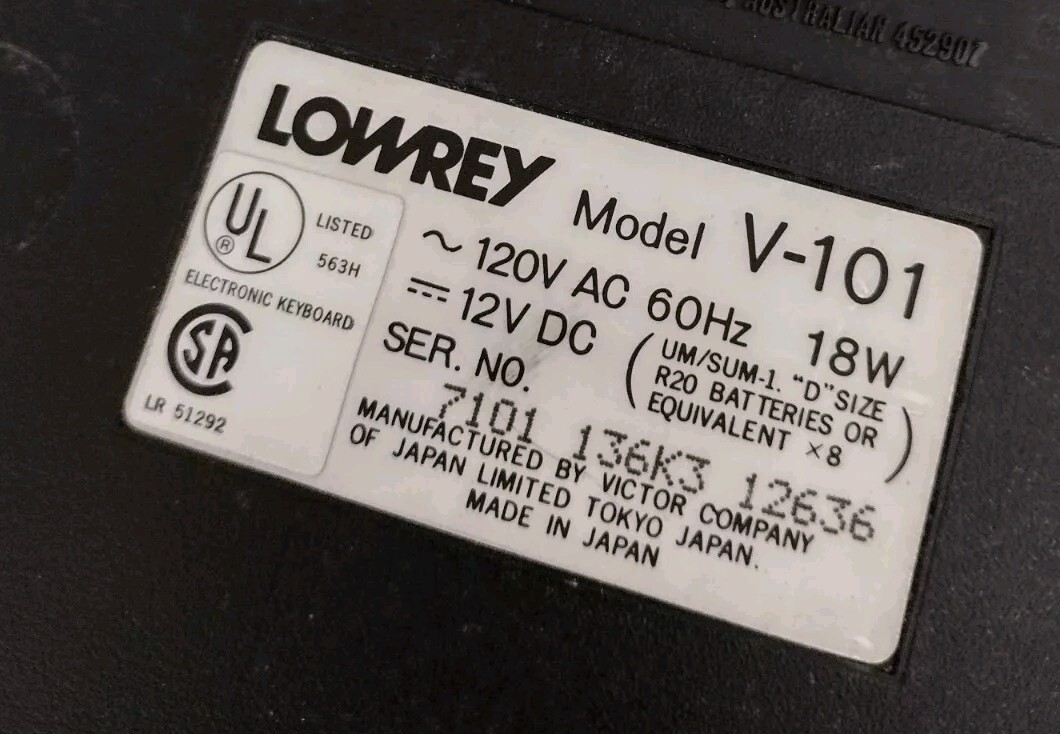 AUSTRALIAN 452907
LOWREY Model V-101
UL ® LISTED 563H
ELECTRONIC KEYBOARD
SA
LR 51292
~ 120V AC 60Hz 18W
12V DC (UM/SUM-1. "D" SIZE
R20 BATTERIES OR
EQUIVALENT ×8)
SER. NO.
7101 136K3 12636
MANUFACTURED BY VICTOR COMPANY
OF JAPAN LIMITED TOKYO JAPAN.
MADE IN JAPAN